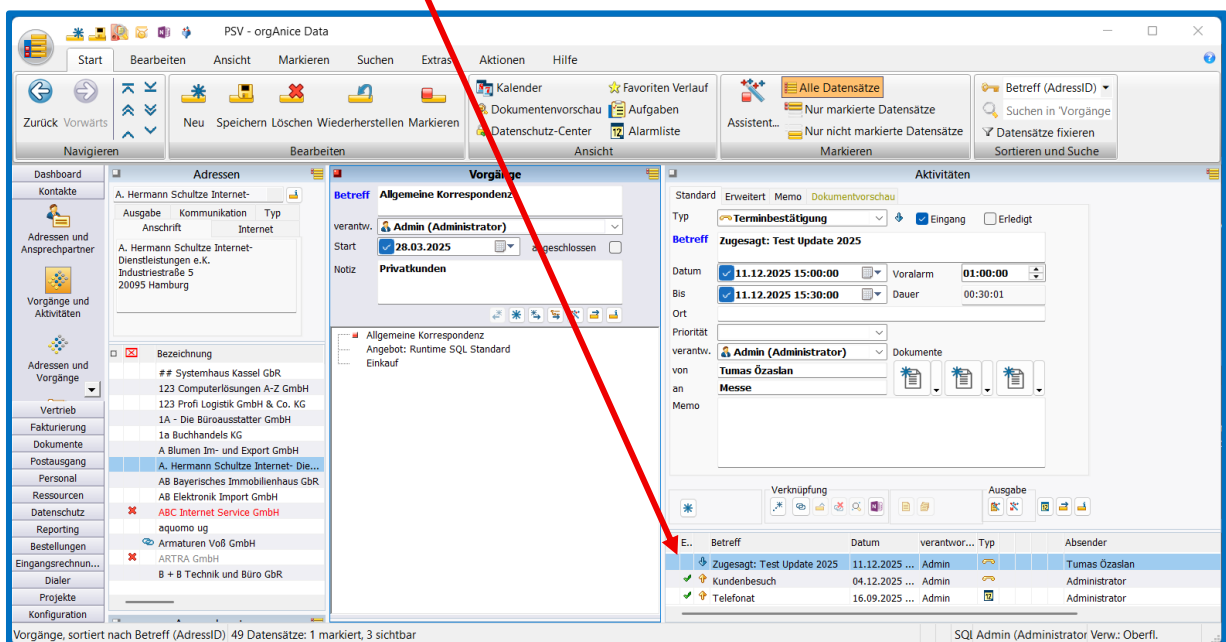 PSV - orgAnice Data
Start Bearbeiten Ansicht Markieren Suchen Extras Aktionen Hilfe
Zurück Vorwärts
Navigieren
Neu Speichern Löschen Wiederherstellen Markieren
Bearbeiten
Kalender Favoriten Verlauf
Dokumentenvorschau Aufgaben
Datenschutz-Center 12 Alarmliste
Ansicht
Assistent...
Alle Datensätze
Nur markierte Datensätze
Nur nicht markierte Datensätze
Markieren
Betreff (AdressID)
Suchen in 'Vorgänge
Datensätze fixieren
Sortieren und Suche
Dashboard
Kontakte
Adressen und
Ansprechpartner
Vorgänge und
Aktivitäten
Adressen und
Vorgänge
Vertrieb
Fakturierung
Dokumente
Postausgang
Personal
Ressourcen
Datenschutz
Reporting
Bestellungen
Eingangsrechnun...
Dialer
Projekte
Konfiguration
Adressen
A. Hermann Schultze Internet-
Ausgabe Kommunikation Typ
Anschrift Internet
A. Hermann Schultze Internet-
Dienstleistungen e.K.
Industriestraße 5
20095 Hamburg
Bezeichnung
## Systemhaus Kassel GbR
123 Computerlösungen A-Z GmbH
123 Profi Logistik GmbH & Co. KG
1A - Die Büroausstatter GmbH
1a Buchhandels KG
A Blumen Im- und Export GmbH
A. Hermann Schultze Internet- Die...
AB Bayerisches Immobilienhaus GbR
AB Elektronik Import GmbH
ABC Internet Service GmbH
aquomo ug
Armaturen Voß GmbH
ARTRA GmbH
B + B Technik und Büro GbR
Vorgänge
Betreff Allgemeine Korrespondenz
verantw. Admin (Administrator)
Start 28.03.2025
Notiz Privatkunden
Allgemeine Korrespondenz
Angebot: Runtime SQL Standard
Einkauf
Aktivitäten
Standard Erweitert Memo Dokumentvorschau
Typ Terminbestätigung Eingang Erledigt
Betreff Zugesagt: Test Update 2025
Datum 11.12.2025 15:00:00 Voralarm 01:00:00
Bis 11.12.2025 15:30:00 Dauer 00:30:01
Ort
Priorität
verantw. Admin (Administrator) Dokumente
von Tumas Özaslan
an Messe
Memo
Verknüpfung Ausgabe
12
E.. Betreff Datum verantwor... Typ Absender
Zugesagt: Test Update 2025 11.12.2025 ... Admin Tumas Özaslan
Kundenbesuch 04.12.2025 ... Admin Administrator
Telefonat 16.09.2025 ... Admin 12 Administrator
Vorgänge, sortiert nach Betreff (AdressID) 49 Datensätze: 1 markiert, 3 sichtbar
SQL Admin (Administrator Verw.: Oberfl.